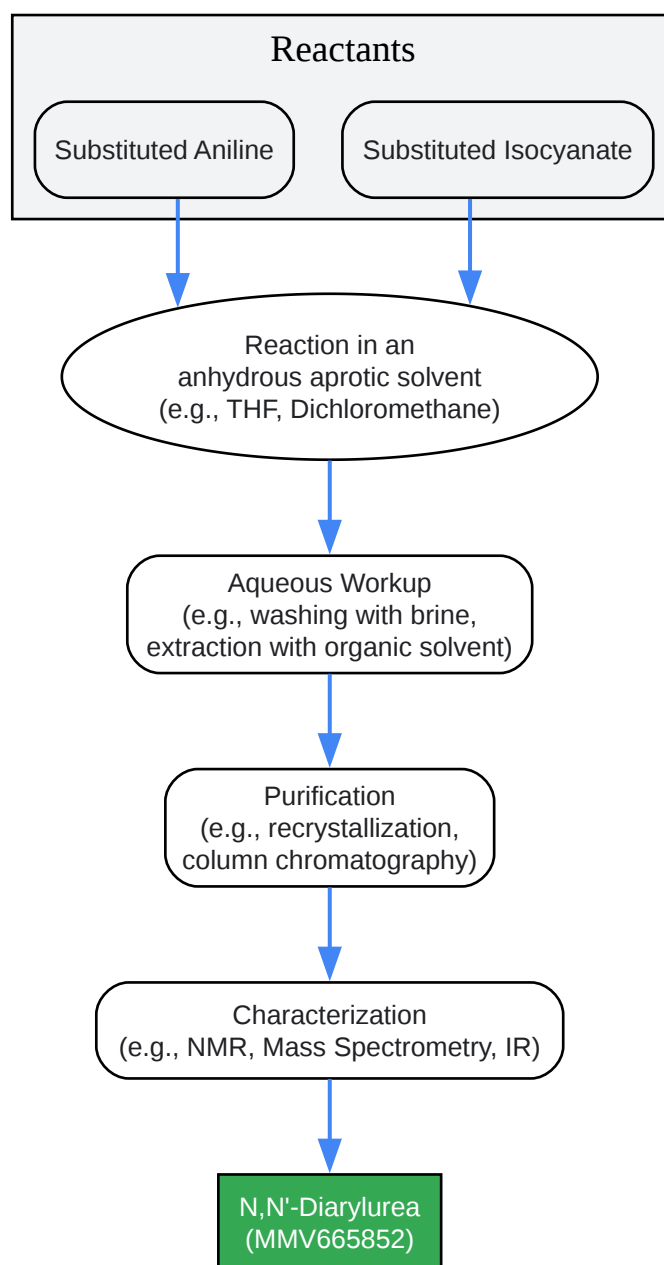 Reactants
Substituted Aniline
Substituted Isocyanate
Reaction in an
anhydrous aprotic solvent
(e.g., THF, Dichloromethane)
Aqueous Workup
(e.g., washing with brine,
extraction with organic solvent)
Purification
(e.g., recrystallization,
column chromatography)
Characterization
(e.g., NMR, Mass Spectrometry, IR)
N,N'-Diarylurea
(MMV665852)